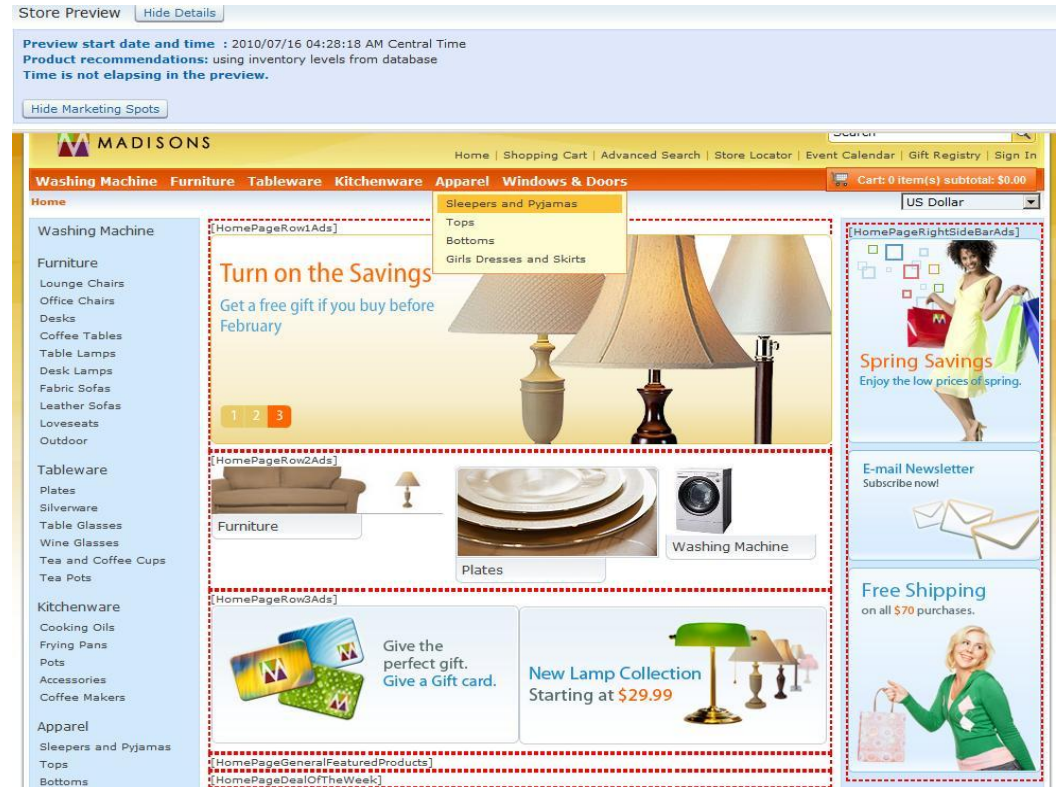 Store Preview Hide Details
Preview start date and time : 2010/07/16 04:28:18 AM Central Time
Product recommendations: using inventory levels from database
Time is not elapsing in the preview.
Hide Marketing Spots
MADISONS
Search
Home | Shopping Cart | Advanced Search | Store Locator | Event Calendar | Gift Registry | Sign In
Washing Machine Furniture Tableware Kitchenware Apparel Windows & Doors
Cart: 0 item(s) subtotal: $0.00
Home
US Dollar
Sleepers and Pyjamas
Tops
Bottoms
Girls Dresses and Skirts
Washing Machine
Furniture
Lounge Chairs
Office Chairs
Desks
Coffee Tables
Table Lamps
Desk Lamps
Fabric Sofas
Leather Sofas
Loveseats
Outdoor
Tableware
Plates
Silverware
Table Glasses
Wine Glasses
Tea and Coffee Cups
Tea Pots
Kitchenware
Cooking Oils
Frying Pans
Pots
Accessories
Coffee Makers
Apparel
Sleepers and Pyjamas
Tops
Bottoms
[HomePageRow1Ads]
Turn on the Savings
Get a free gift if you buy before
February
1 2 3
[HomePageRow2Ads]
Furniture
Plates
Washing Machine
[HomePageRow3Ads]
Give the
perfect gift.
Give a Gift card.
New Lamp Collection
Starting at $29.99
[HomePageGeneralFeaturedProducts]
[HomePageDealOfTheWeek]
[HomePageRightSideBarAds]
Spring Savings
Enjoy the low prices of spring.
E-mail Newsletter
Subscribe now!
Free Shipping
on all $70 purchases.